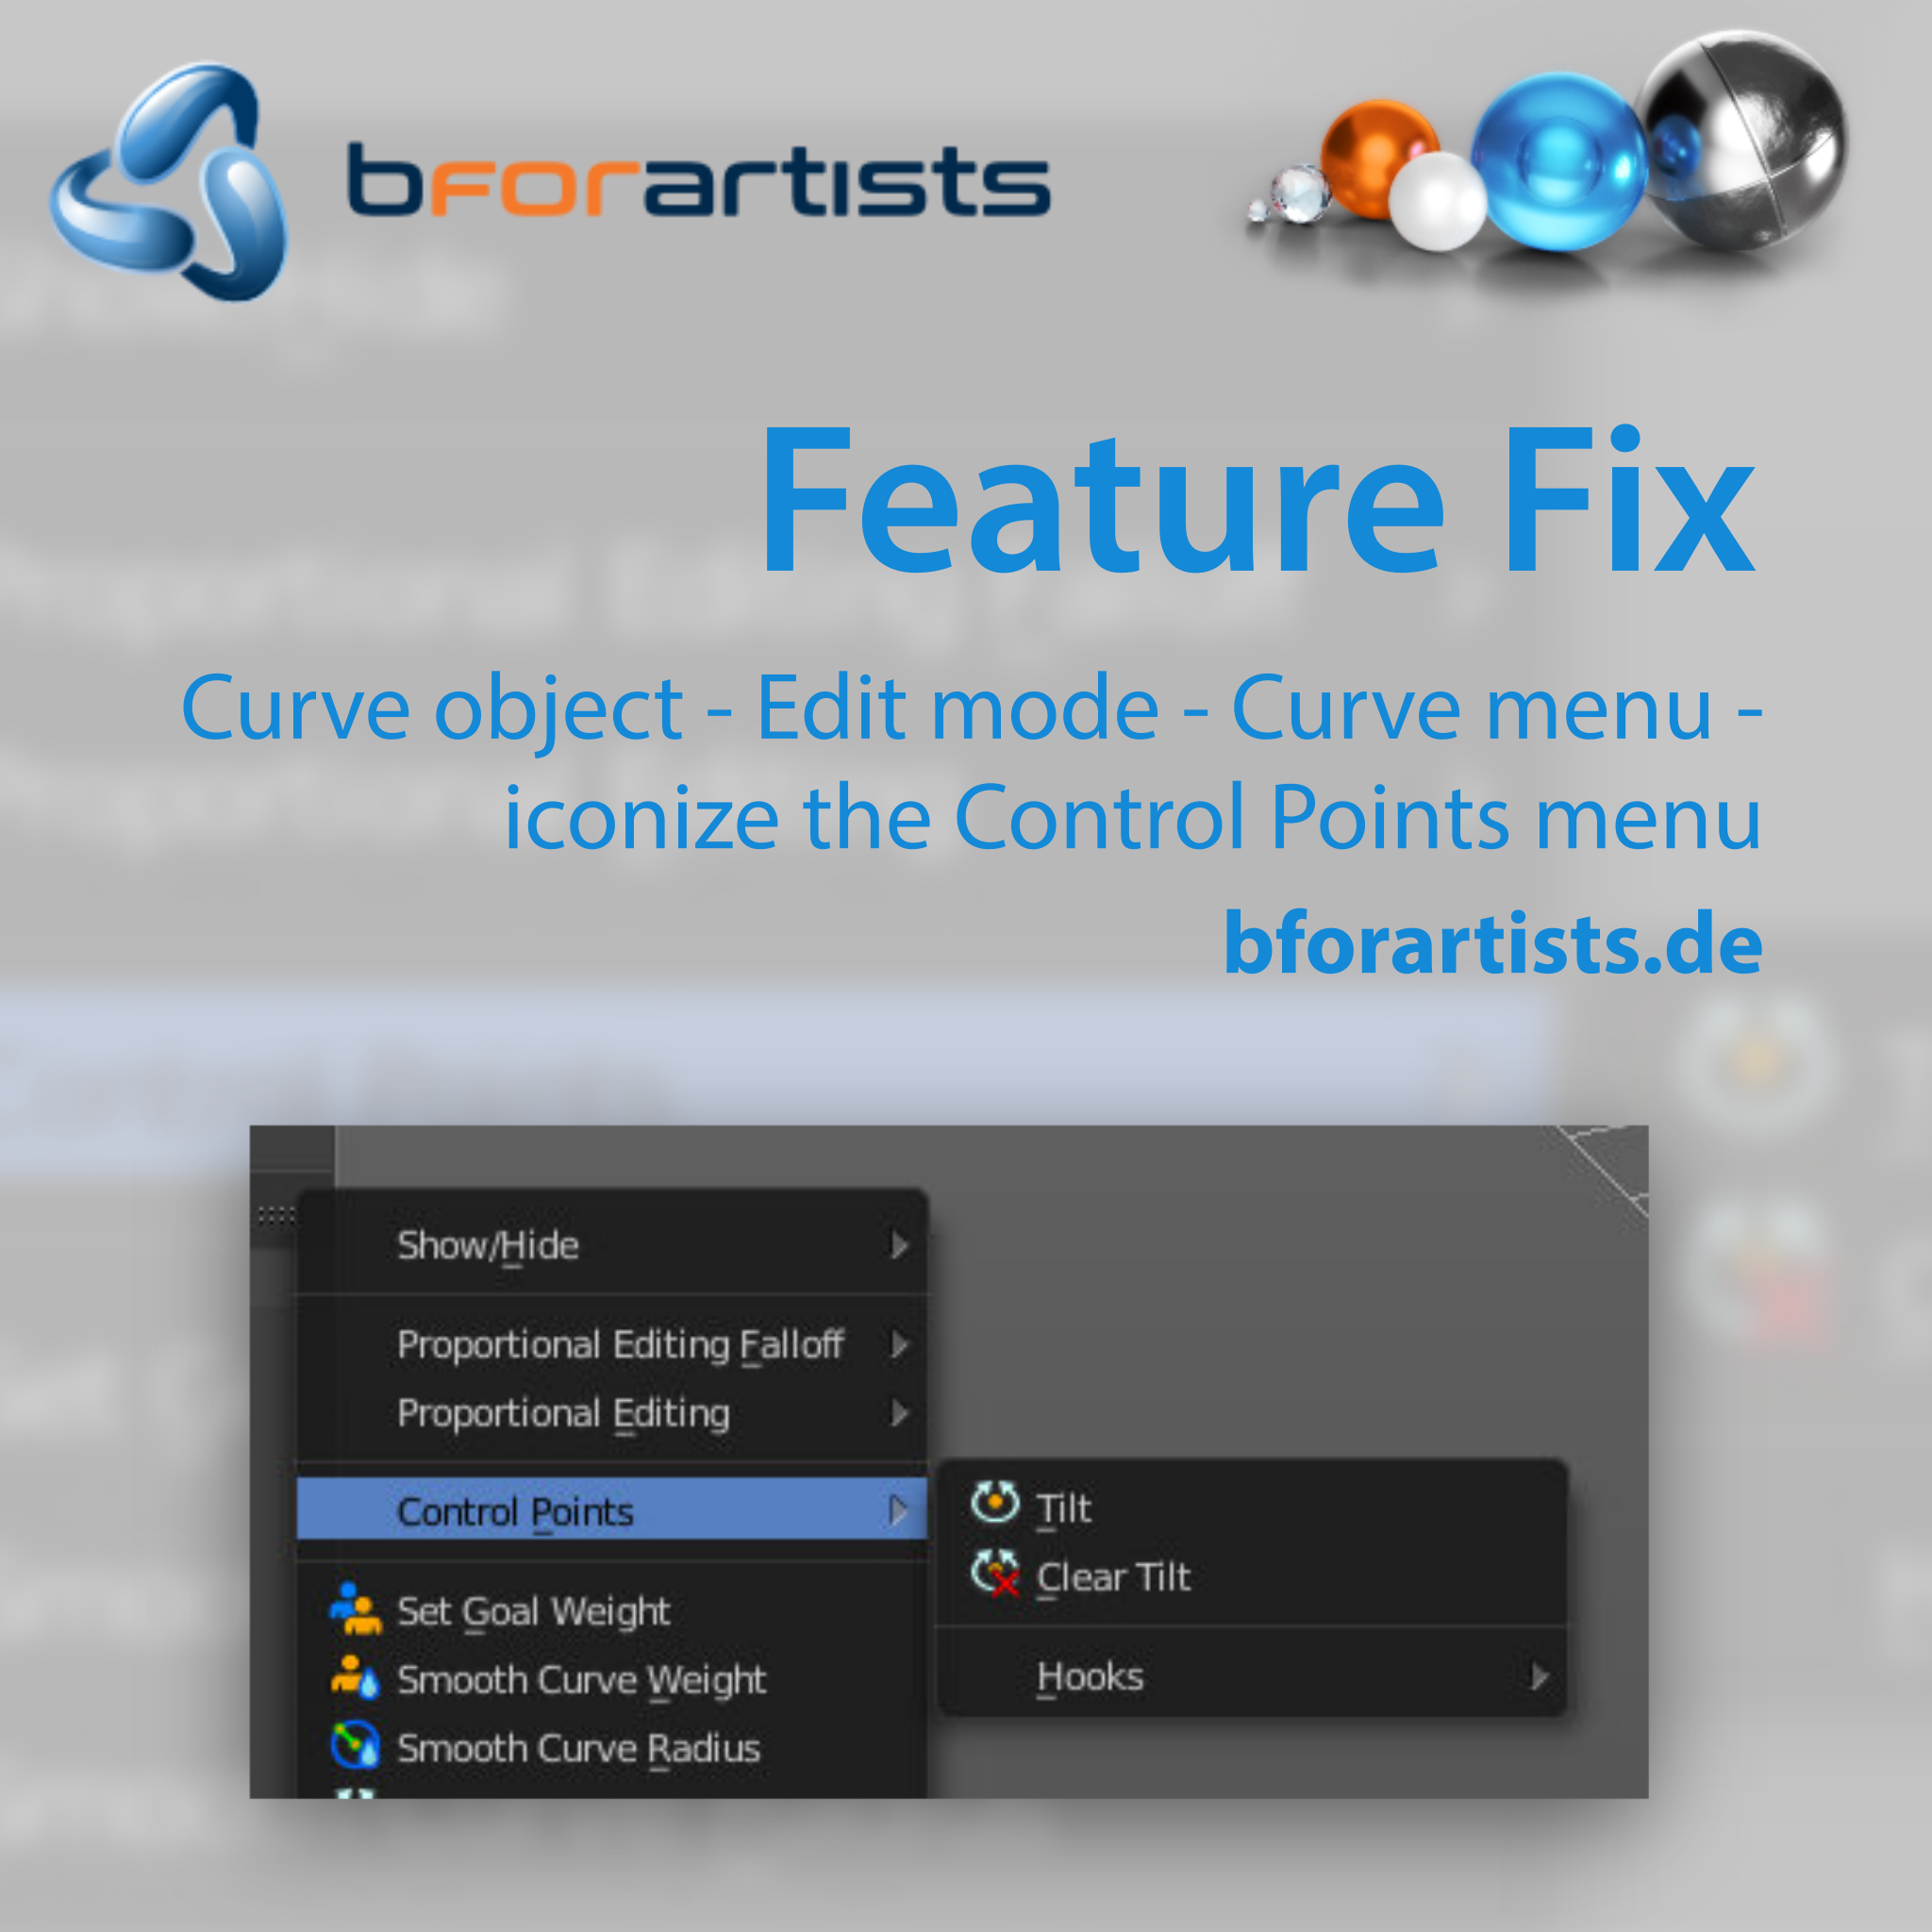 bforartists
Feature Fix
Curve object - Edit mode - Curve menu -
iconize the Control Points menu
bforartists.de
Show/Hide
Proportional Editing Falloff
Proportional Editing
Control Points
Set Goal Weight
Smooth Curve Weight
Smooth Curve Radius
Tilt
Clear Tilt
Hooks